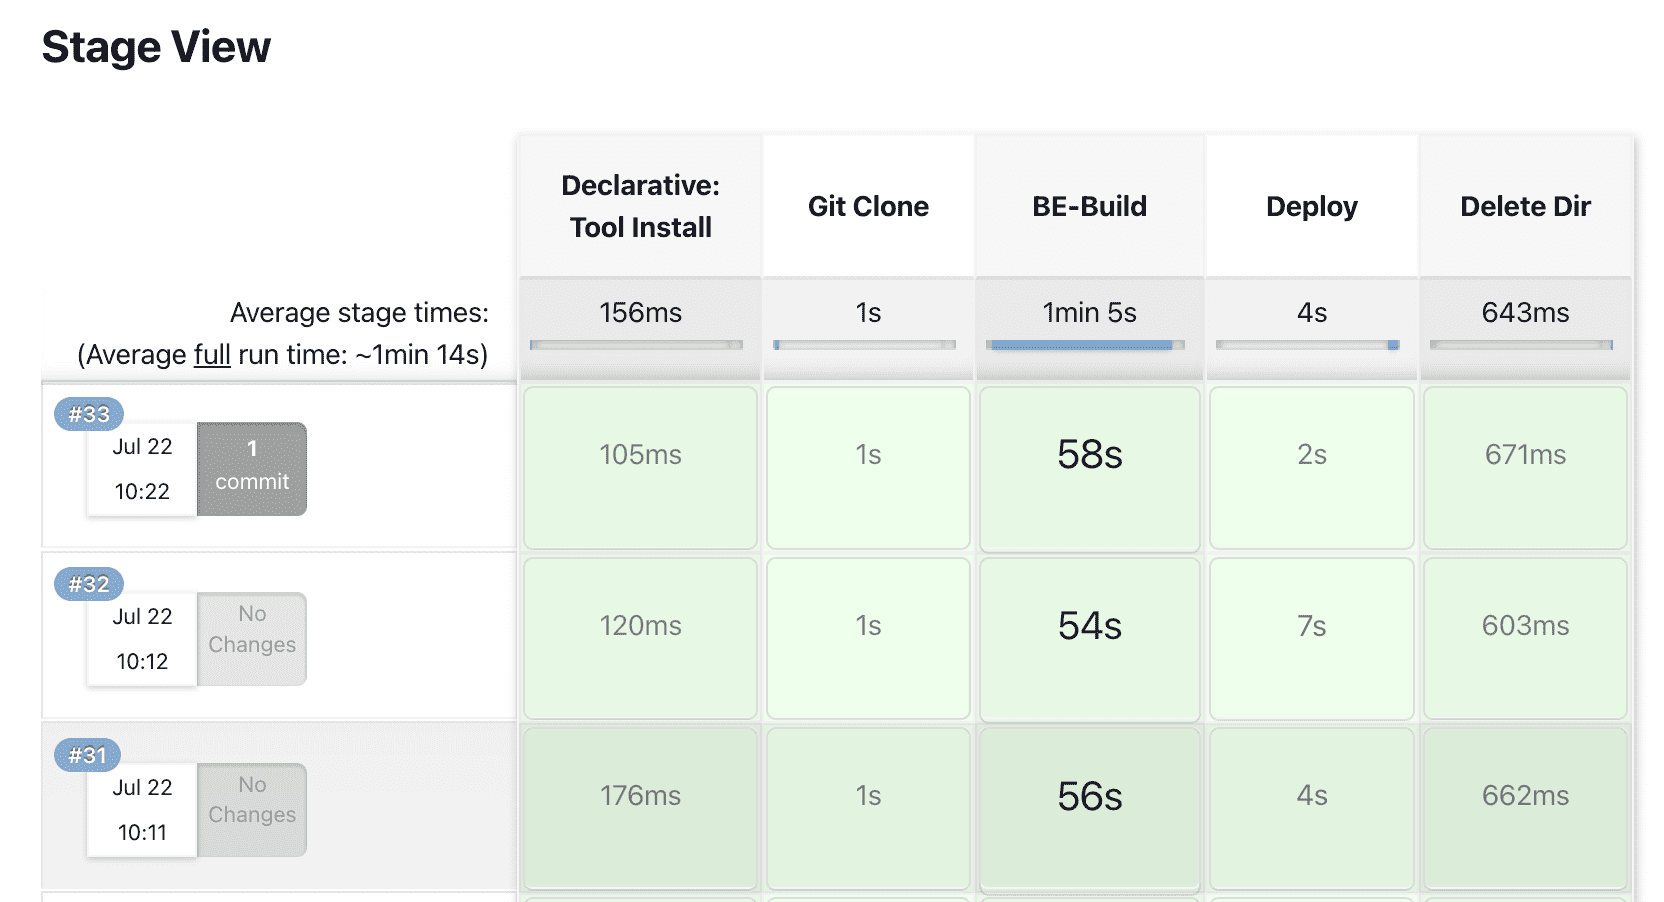 Stage View
Declarative:
Tool Install
Git Clone
BE-Build
Deploy
Delete Dir
Average stage times:
(Average full run time: ~1min 14s)
156ms
1s
1min 5s
4s
643ms
#33
Jul 22
10:22
1
commit
105ms
1s
58s
2s
671ms
#32
Jul 22
10:12
No
Changes
120ms
1s
54s
7s
603ms
#31
Jul 22
10:11
No
Changes
176ms
1s
56s
4s
662ms